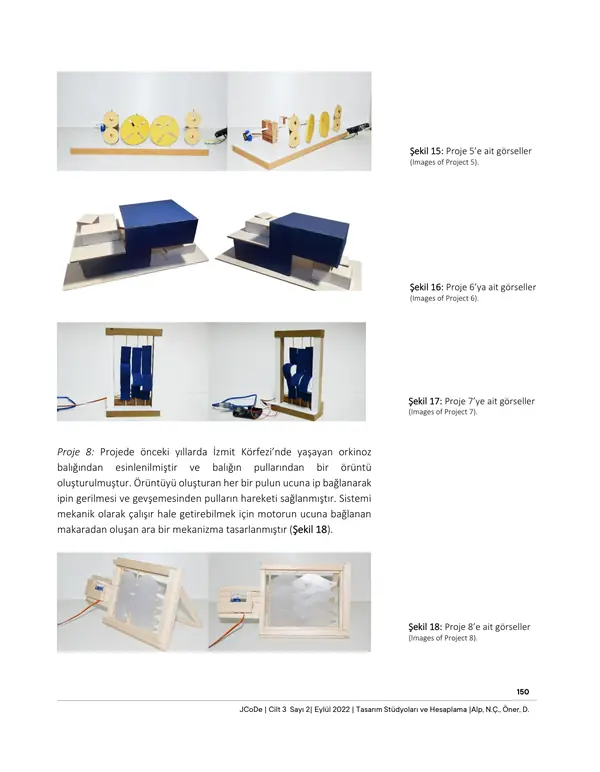 Şekil 15: Proje 5’e ait görseller
(Images of Project 5).
Şekil 16: Proje 6’ya ait görseller
(Images of Project 6).
Şekil 17: Proje 7’ye ait görseller
(Images of Project 7).
Proje 8: Projede önceki yıllarda İzmit Körfezi’nde yaşayan orkinoz
balığından esinlenilmiştir ve balığın pullarından bir örüntü
oluşturulmuştur. Örüntüyü oluşturan her bir pulun ucuna ip bağlanarak
ipin gerilmesi ve gevşemesinden pulların hareketi sağlanmıştır. Sistemi
mekanik olarak çalışır hale getirebilmek için motorun ucuna bağlanan
makaradan oluşan ara bir mekanizma tasarlanmıştır (Şekil 18).
Şekil 18: Proje 8’e ait görseller
(Images of Project 8).
150
JCoDe | Cilt 3 Sayı 2| Eylül 2022 | Tasarım Stüdyoları ve Hesaplama |Alp, N.Ç., Öner, D.